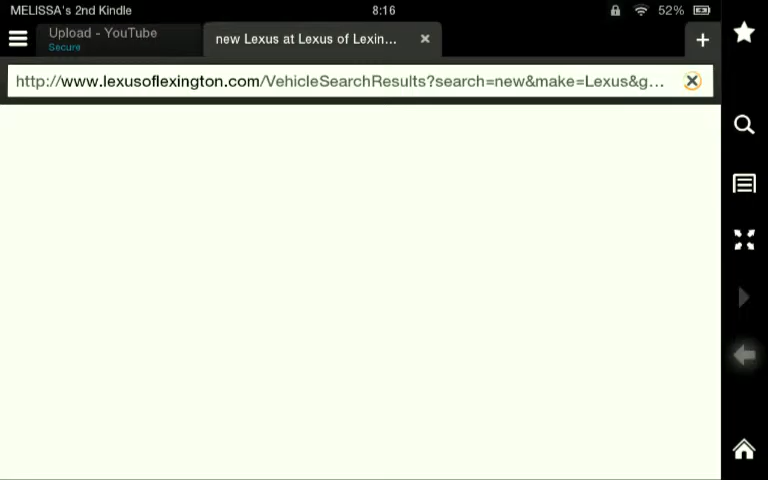 MELISSA's 2nd Kindle
8:16
52%
Upload - YouTube
Secure
new Lexus at Lexus of Lexin...
http://www.lexusoflexington.com/VehicleSearchResults?search=new&make=Lexus&g...